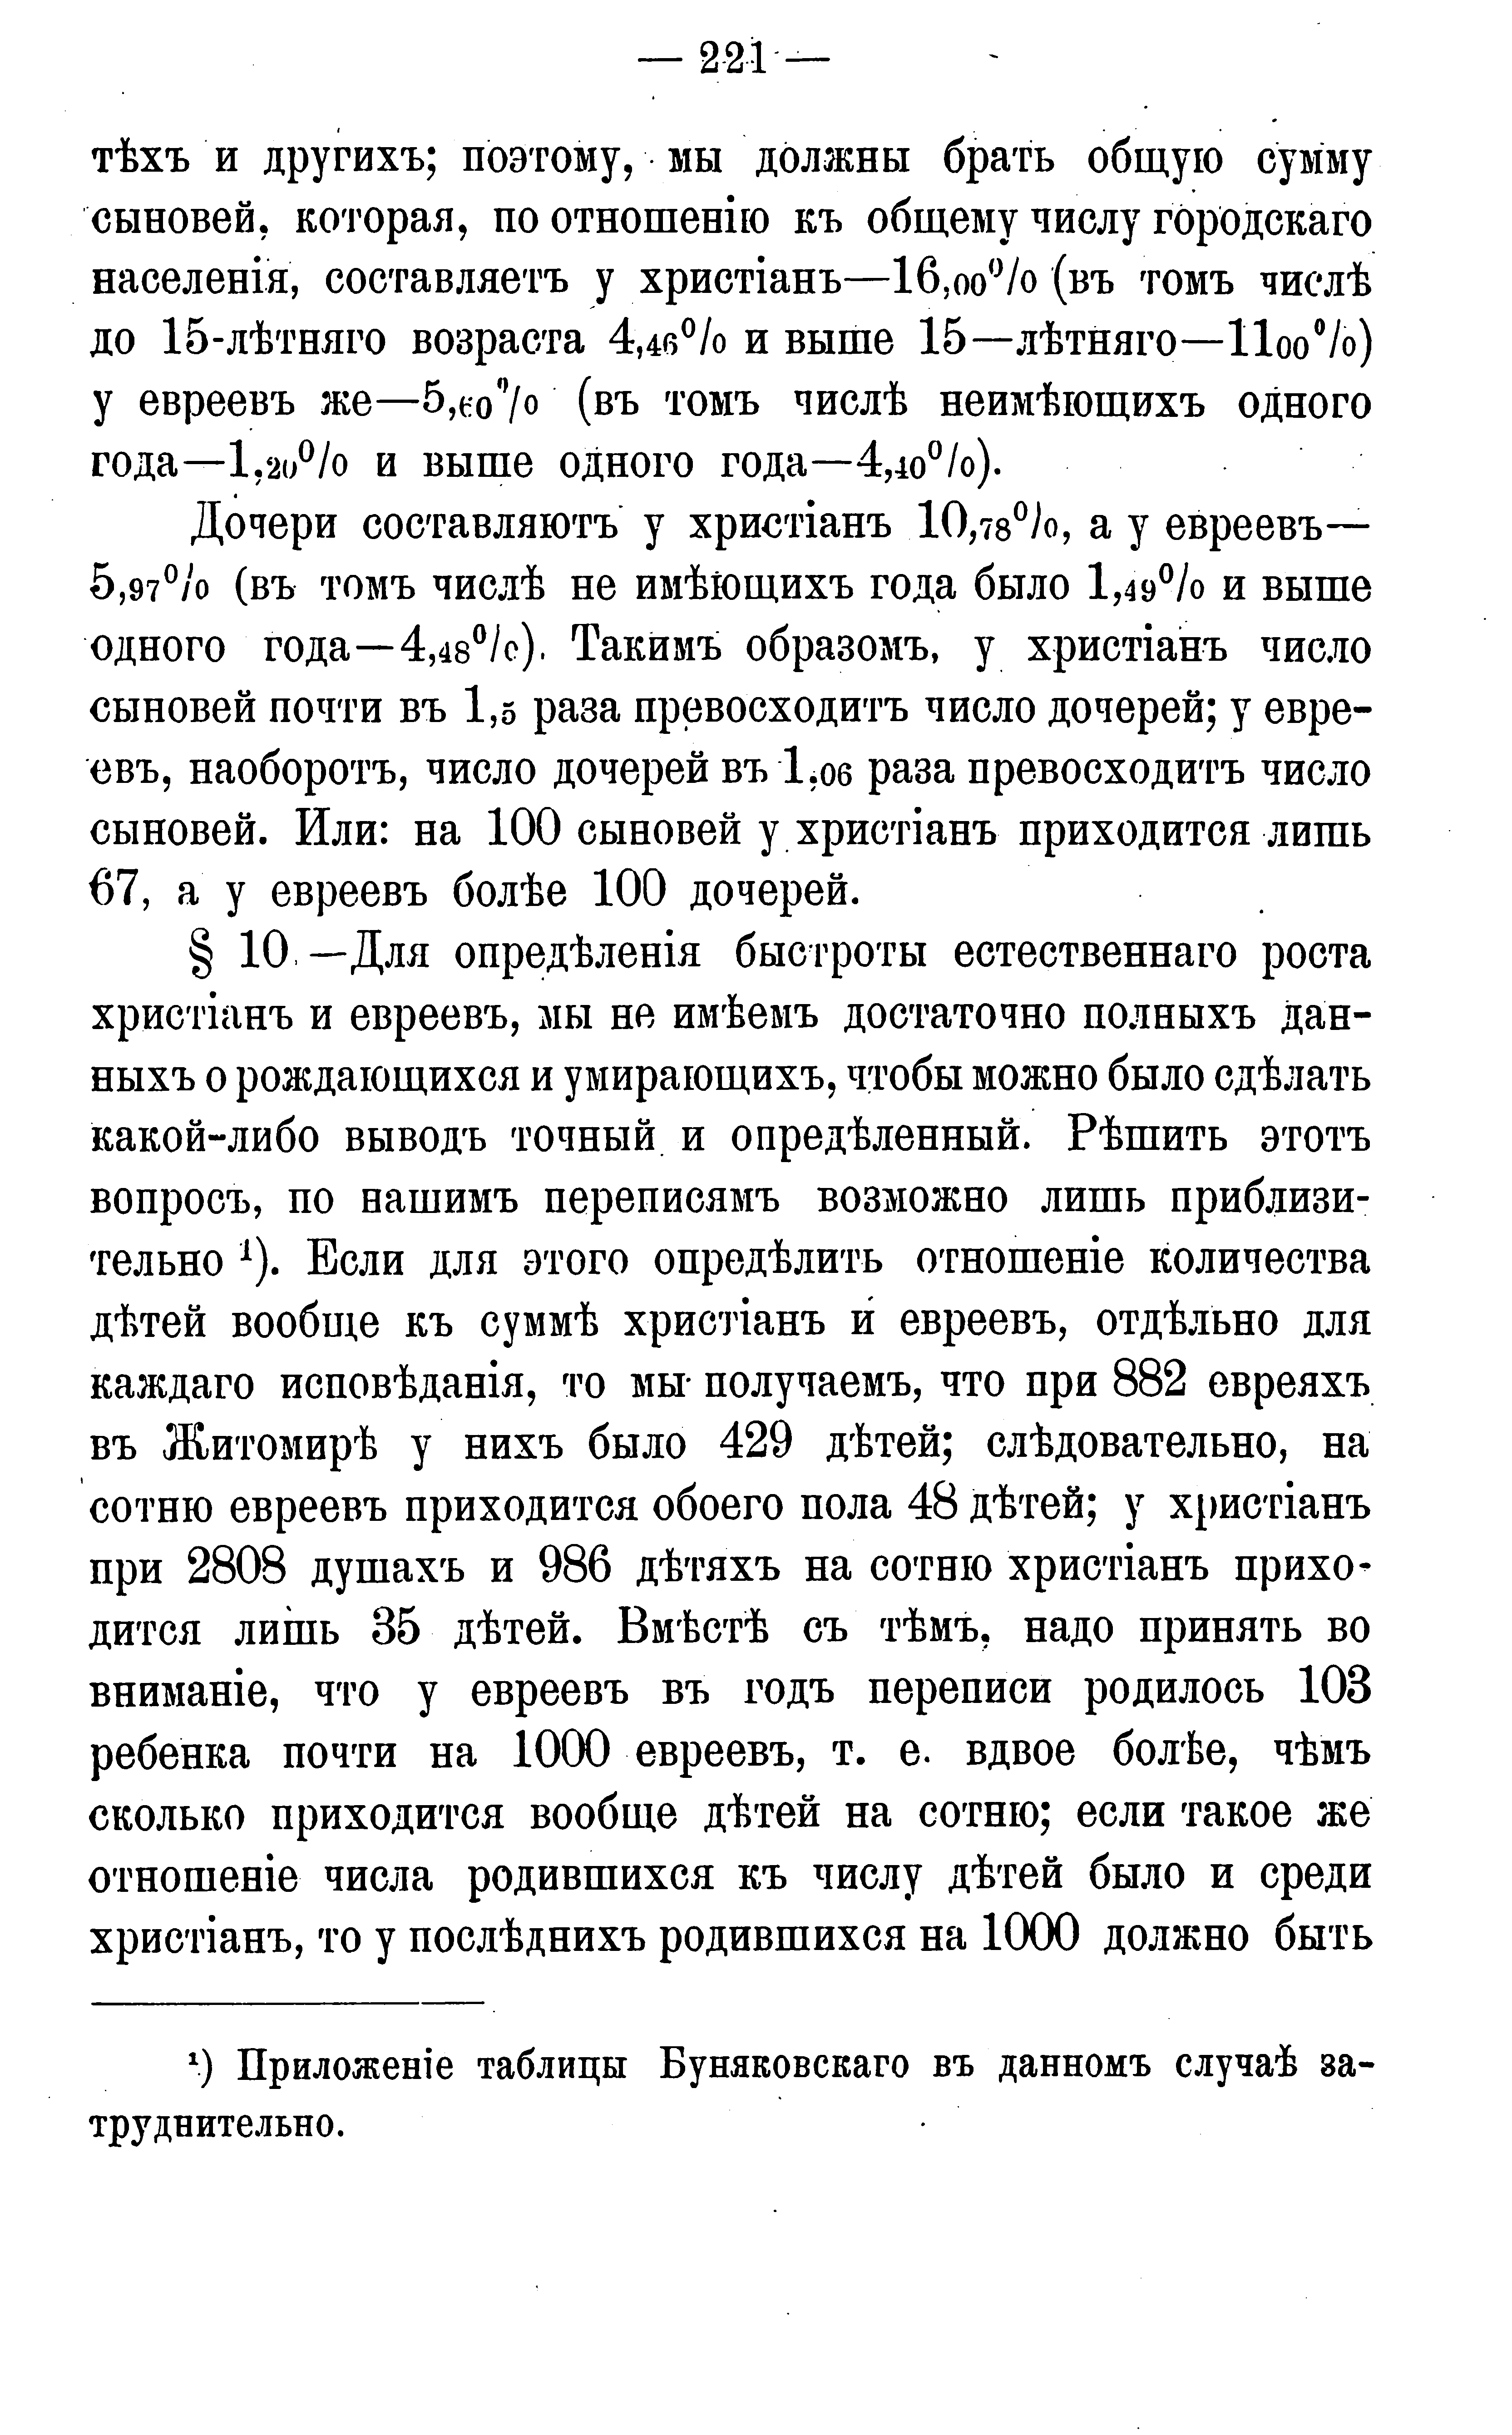 — 221 —
тѣхъ и другихъ; поэтому, мы должны брать общую сумму
сыновей, которая, по отношенію къ общему числу городскаго
населенія, составляетъ у христіанъ—16,00% (въ томъ числѣ
до 15-лѣтняго возраста 4,46% и выше 15—лѣтняго—1100%)
у евреевъ же—5,60% (въ томъ числѣ неимѣющихъ одного
года—1,20% и выше одного года—4,40%).
Дочери составляютъ у христіанъ 10,78%, а у евреевъ—
5,97% (въ томъ числѣ не имѣющихъ года было 1,49% и выше
одного года—4,48%). Такимъ образомъ, у христіанъ число
сыновей почти въ 1,5 раза превосходитъ число дочерей; у евре-
евъ, наоборотъ, число дочерей въ 1,06 раза превосходитъ число
сыновей. Или: на 100 сыновей у христіанъ приходится лишь
67, а у евреевъ болѣе 100 дочерей.
§ 10.—Для опредѣленія быстроты естественнаго роста
христіанъ и евреевъ, мы не имѣемъ достаточно полныхъ дан-
ныхъ о рождающихся и умирающихъ, чтобы можно было сдѣлать
какой-либо выводъ точный и опредѣленный. Рѣшить этотъ
вопросъ, по нашимъ переписямъ возможно лишь приблизи-
тельно ¹). Если для этого опредѣлить отношеніе количества
дѣтей вообще къ суммѣ христіанъ и евреевъ, отдѣльно для
каждаго исповѣданія, то мы получаемъ, что при 882 евреяхъ
въ Житомирѣ у нихъ было 429 дѣтей; слѣдовательно, на
сотню евреевъ приходится обоего пола 48 дѣтей; у христіанъ
при 2808 душахъ и 986 дѣтяхъ на сотню христіанъ прихо-
дится лишь 35 дѣтей. Вмѣстѣ съ тѣмъ, надо принять во
вниманіе, что у евреевъ въ годъ переписи родилось 103
ребенка почти на 1000 евреевъ, т. е. вдвое болѣе, чѣмъ
сколько приходится вообще дѣтей на сотню; если такое же
отношеніе числа родившихся къ числу дѣтей было и среди
христіанъ, то у послѣднихъ родившихся на 1000 должно быть
¹) Приложеніе таблицы Буняковскаго въ данномъ случаѣ за-
труднительно.